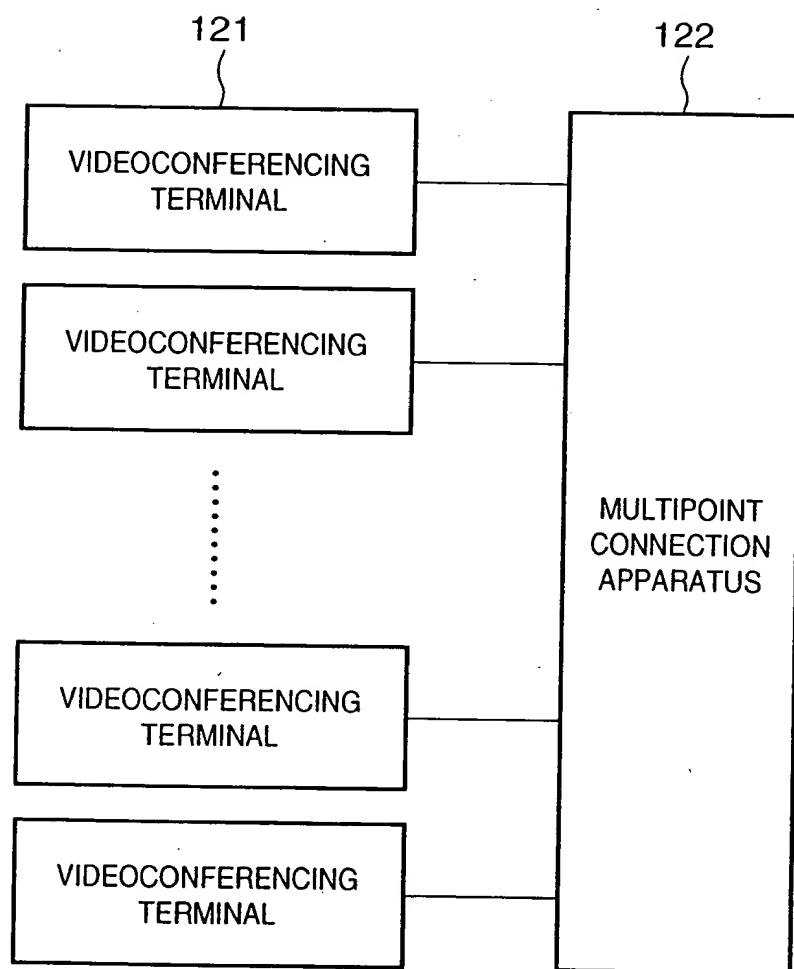 121
122
VIDEOCONFERENCING
TERMINAL
VIDEOCONFERENCING
TERMINAL
MULTIPOINT
CONNECTION
APPARATUS
VIDEOCONFERENCING
TERMINAL
VIDEOCONFERENCING
TERMINAL